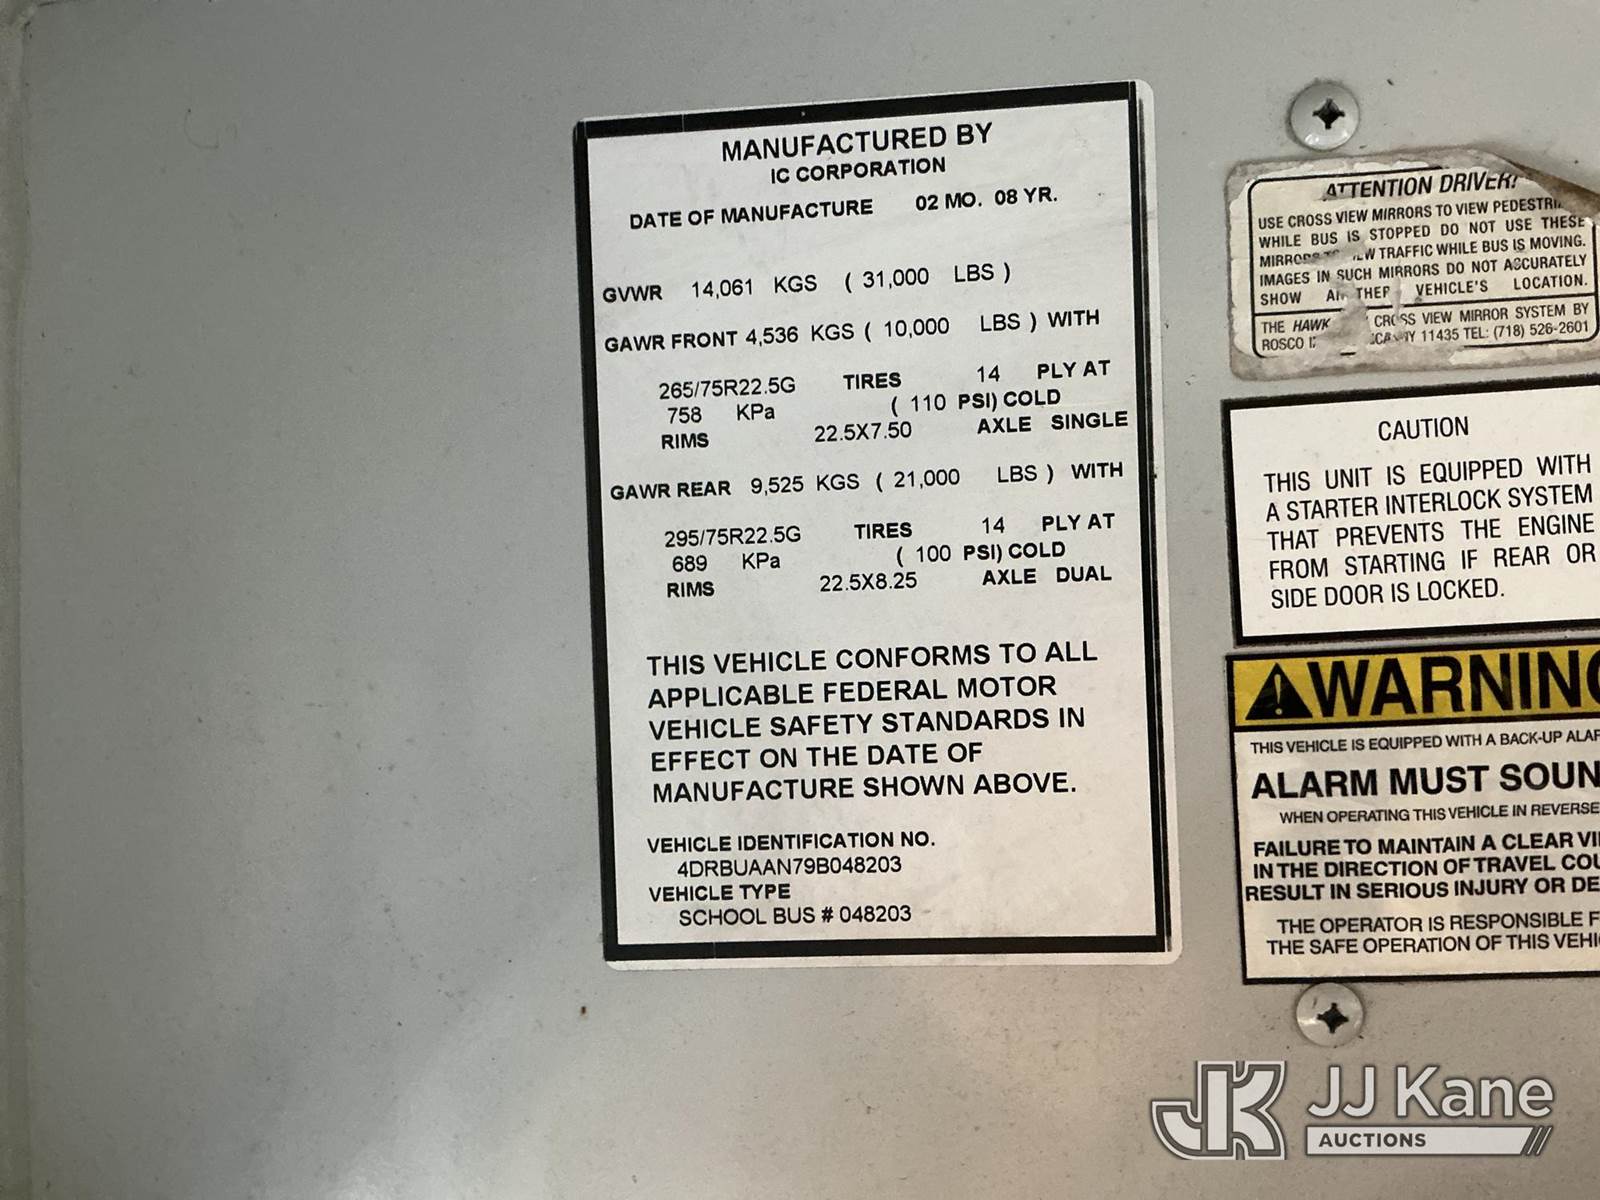 MANUFACTURED BY
IC CORPORATION
DATE OF MANUFACTURE 02 MO. 08 YR.
GVWR 14,061 KGS ( 31,000 LBS )
GAWR FRONT 4,536 KGS ( 10,000 LBS ) WITH
265/75R22.5G TIRES 14 PLY AT
758 KPa ( 110 PSI) COLD
RIMS 22.5X7.50 AXLE SINGLE
GAWR REAR 9,525 KGS ( 21,000 LBS ) WITH
295/75R22.5G TIRES 14 PLY AT
689 KPa ( 100 PSI) COLD
RIMS 22.5X8.25 AXLE DUAL
THIS VEHICLE CONFORMS TO ALL
APPLICABLE FEDERAL MOTOR
VEHICLE SAFETY STANDARDS IN
EFFECT ON THE DATE OF
MANUFACTURE SHOWN ABOVE.
VEHICLE IDENTIFICATION NO.
4DRBUAAN79B048203
VEHICLE TYPE
SCHOOL BUS # 048203
ATTENTION DRIVER!
USE CROSS VIEW MIRRORS TO VIEW
WHILE BUS IS STOPPED DO NOT USE THESE
MIRRORS TRAFFIC WHILE BUS IS MOVING.
IMAGES IN SUCH MIRRORS DO NOT ACCURATELY
SHOW VEHICLE'S LOCATION.
THE HAWK CROSS VIEW MIRROR SYSTEM BY
ROSCO NY 11435 TEL: (718) 526-2601
CAUTION
THIS UNIT IS EQUIPPED WITH
A STARTER INTERLOCK SYSTEM
THAT PREVENTS THE ENGINE
FROM STARTING IF REAR OR
SIDE DOOR IS LOCKED.
WARNING
THIS VEHICLE IS EQUIPPED WITH A BACK-UP
ALARM MUST SOUN
WHEN OPERATING THIS VEHICLE IN REVERSE
FAILURE TO MAINTAIN A CLEAR
IN THE DIRECTION OF TRAVEL
RESULT IN SERIOUS INJURY OR
THE OPERATOR IS RESPONSIBLE
THE SAFE OPERATION OF THIS
JK JJ Kane
AUCTIONS